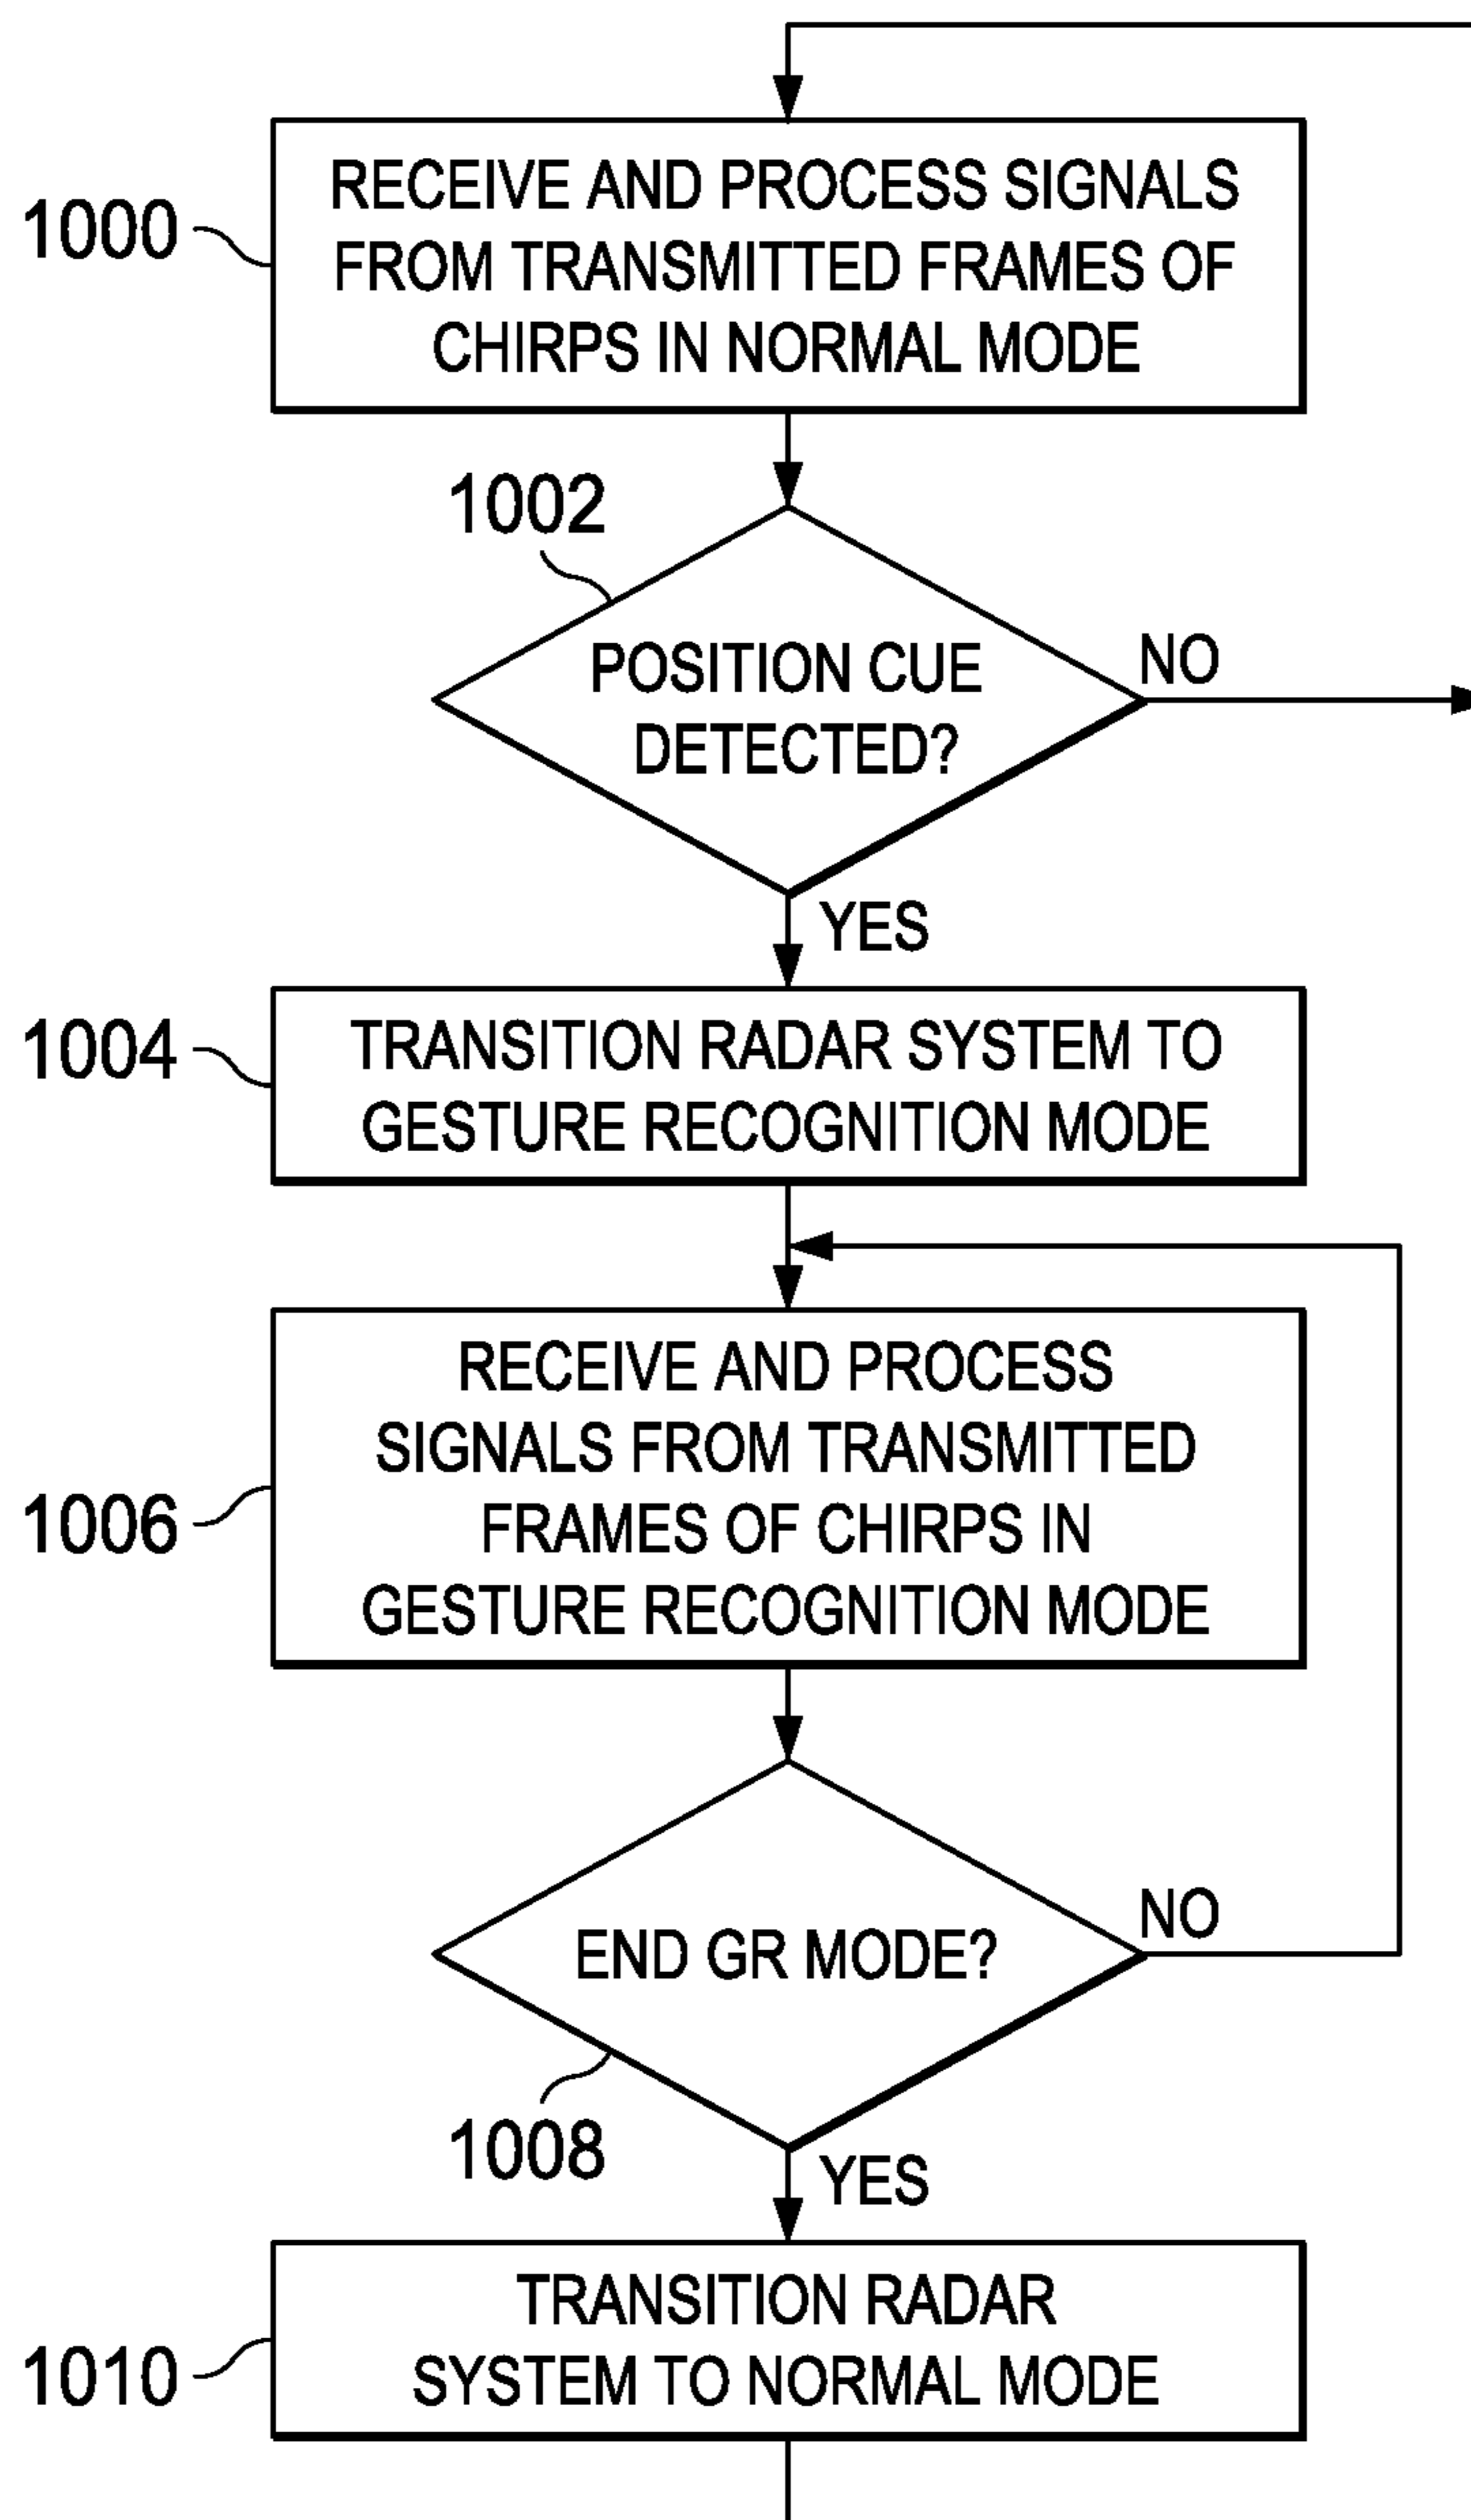 1000
RECEIVE AND PROCESS SIGNALS
FROM TRANSMITTED FRAMES OF
CHIRPS IN NORMAL MODE
1002
POSITION CUE
DETECTED?
NO
YES
1004
TRANSITION RADAR SYSTEM TO
GESTURE RECOGNITION MODE
1006
RECEIVE AND PROCESS
SIGNALS FROM TRANSMITTED
FRAMES OF CHIRPS IN
GESTURE RECOGNITION MODE
END GR MODE?
NO
1008
YES
1010
TRANSITION RADAR
SYSTEM TO NORMAL MODE